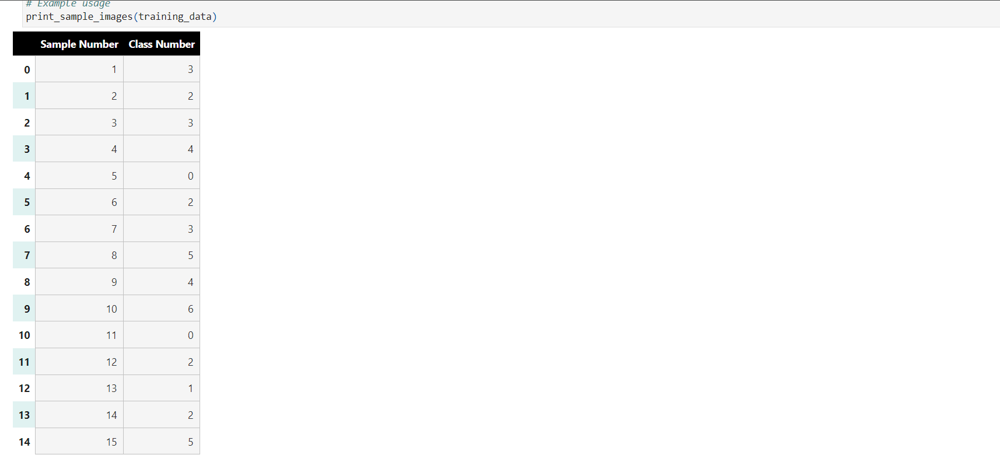 # Example usage
print_sample_images(training_data)
Sample Number Class Number
0 1 3
1 2 2
2 3 3
3 4 4
4 5 0
5 6 2
6 7 3
7 8 5
8 9 4
9 10 6
10 11 0
11 12 2
12 13 1
13 14 2
14 15 5